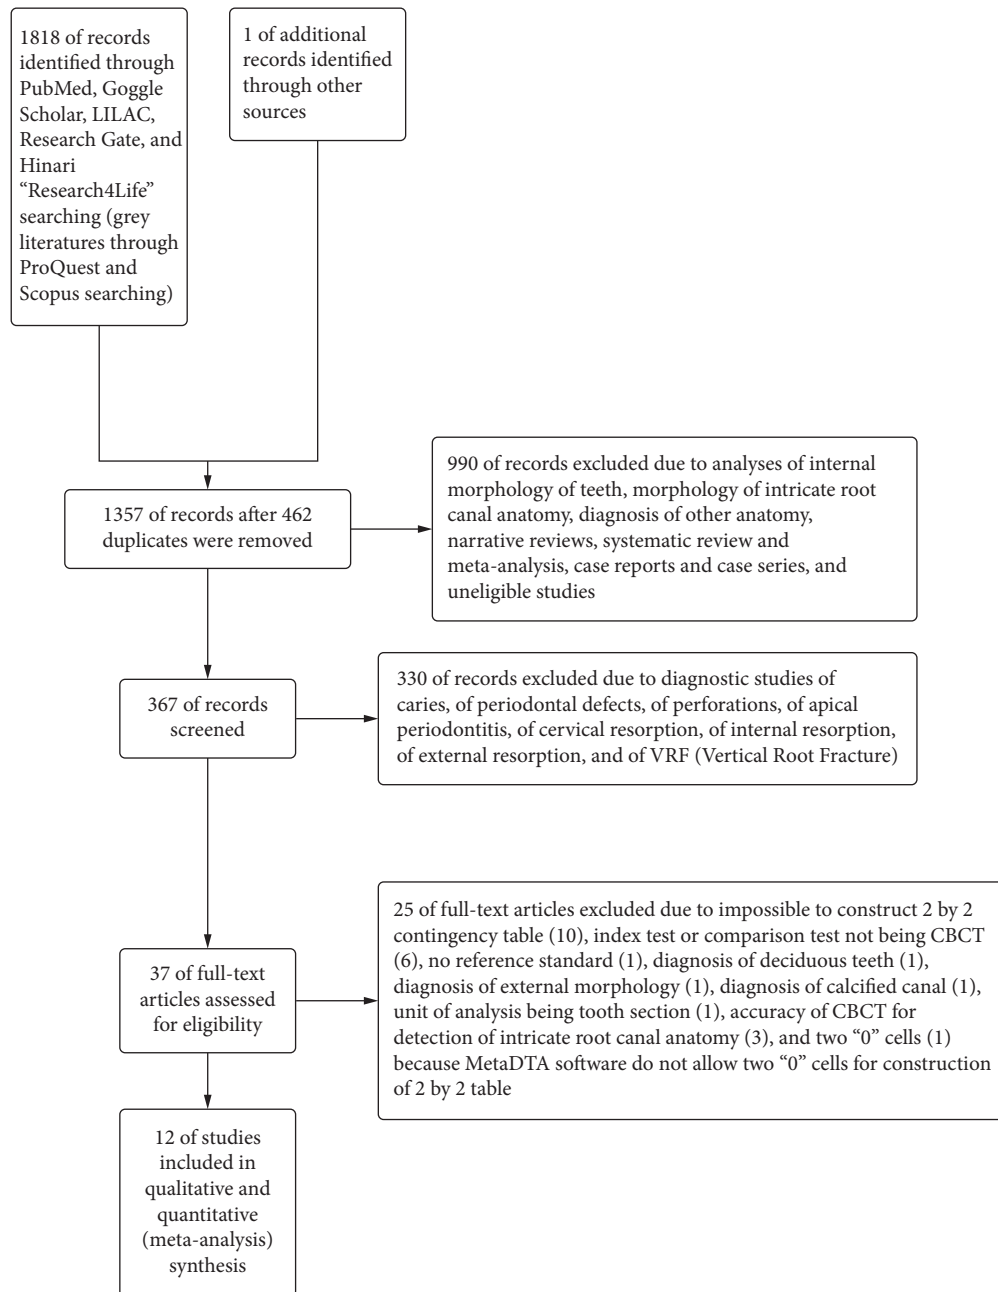 1818 of records
identified through
PubMed, Goggle
Scholar, LILAC,
Research Gate, and
Hinari
“Research4Life”
searching (grey
literatures through
ProQuest and
Scopus searching)
1 of additional
records identified
through other
sources
1357 of records after 462
duplicates were removed
990 of records excluded due to analyses of internal
morphology of teeth, morphology of intricate root
canal anatomy, diagnosis of other anatomy,
narrative reviews, systematic review and
meta-analysis, case reports and case series, and
uneligible studies
367 of records
screened
330 of records excluded due to diagnostic studies of
caries, of periodontal defects, of perforations, of apical
periodontitis, of cervical resorption, of internal resorption,
of external resorption, and of VRF (Vertical Root Fracture)
37 of full-text
articles assessed
for eligibility
25 of full-text articles excluded due to impossible to construct 2 by 2
contingency table (10), index test or comparison test not being CBCT
(6), no reference standard (1), diagnosis of deciduous teeth (1),
diagnosis of external morphology (1), diagnosis of calcified canal (1),
unit of analysis being tooth section (1), accuracy of CBCT for
detection of intricate root canal anatomy (3), and two “0” cells (1)
because MetaDTA software do not allow two “0” cells for construction
of 2 by 2 table
12 of studies
included in
qualitative and
quantitative
(meta-analysis)
synthesis